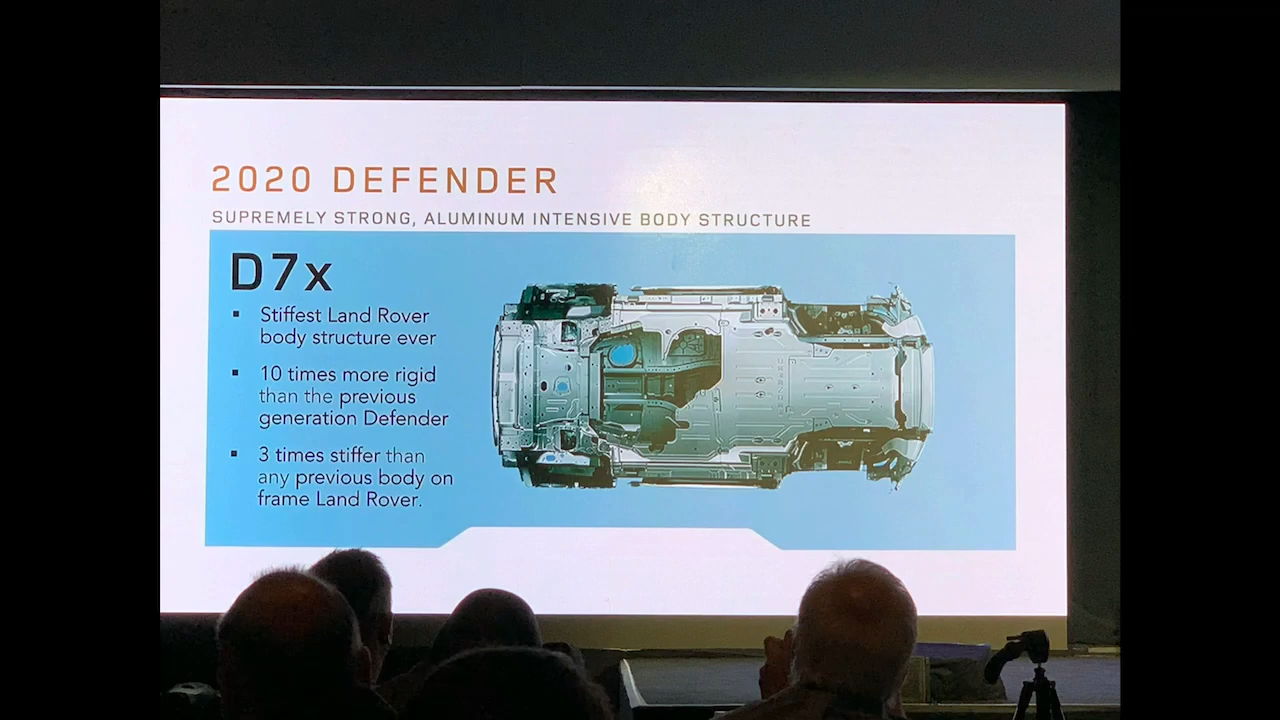 2020 DEFENDER
SUPREMELY STRONG, ALUMINUM INTENSIVE BODY STRUCTURE
D7x
▪ Stiffest Land Rover
body structure ever
▪ 10 times more rigid
than the previous
generation Defender
▪ 3 times stiffer than
any previous body on
frame Land Rover.